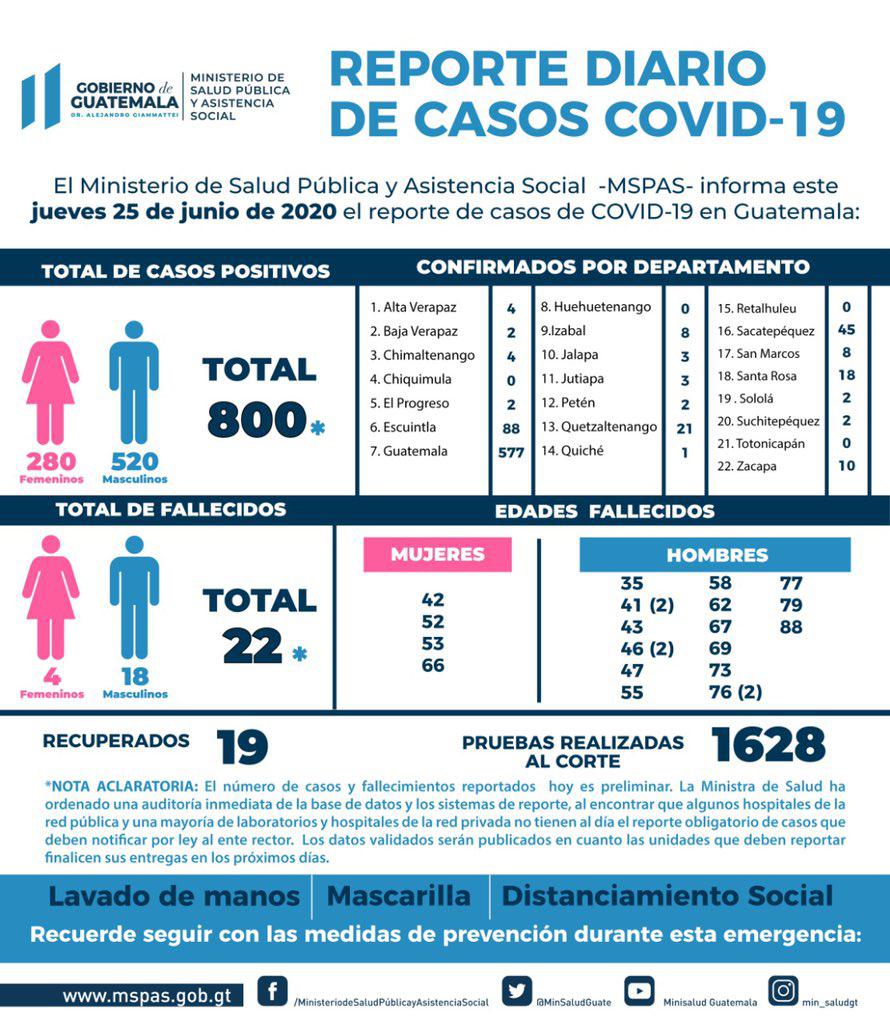 GOBIERNO de
GUATEMALA
DR. ALEJANDRO GIAMMATTEI
MINISTERIO DE
SALUD PÚBLICA
Y ASISTENCIA
SOCIAL
REPORTE DIARIO
DE CASOS COVID-19
El Ministerio de Salud Pública y Asistencia Social -MSPAS- informa este
jueves 25 de junio de 2020 el reporte de casos de COVID-19 en Guatemala:
TOTAL DE CASOS POSITIVOS
280
Femeninos
520
Masculinos
TOTAL
800*
CONFIRMADOS POR DEPARTAMENTO
1. Alta Verapaz 4
2. Baja Verapaz 2
3. Chimaltenango 4
4. Chiquimula 0
5. El Progreso 2
6. Escuintla 88
7. Guatemala 577
8. Huehuetenango 0
9.Izabal 8
10. Jalapa 3
11. Jutiapa 3
12. Petén 2
13. Quetzaltenango 21
14. Quiché 1
15. Retalhuleu 0
16. Sacatepéquez 45
17. San Marcos 8
18. Santa Rosa 18
19 . Sololá 2
20. Suchitepéquez 2
21. Totonicapán 0
22. Zacapa 10
TOTAL DE FALLECIDOS
4
Femeninos
18
Masculinos
TOTAL
22 *
EDADES FALLECIDOS
MUJERES
42
52
53
66
HOMBRES
35
41 (2)
43
46 (2)
47
55
58
62
67
69
73
76 (2)
77
79
88
RECUPERADOS 19
PRUEBAS REALIZADAS
AL CORTE
1628
*NOTA ACLARATORIA: El número de casos y fallecimientos reportados hoy es preliminar. La Ministra de Salud ha
ordenado una auditoría inmediata de la base de datos y los sistemas de reporte, al encontrar que algunos hospitales de la
red pública y una mayoría de laboratorios y hospitales de la red privada no tienen al día el reporte obligatorio de casos que
deben notificar por ley al ente rector. Los datos validados serán publicados en cuanto las unidades que deben reportar
finalicen sus entregas en los próximos días.
Lavado de manos
Mascarilla
Distanciamiento Social
Recuerde seguir con las medidas de prevención durante esta emergencia:
www.mspas.gob.gt
/MinisteriodeSaludPúblicayAsistenciaSocial
@MinSaludGuate
Minisalud Guatemala
min_saludgt